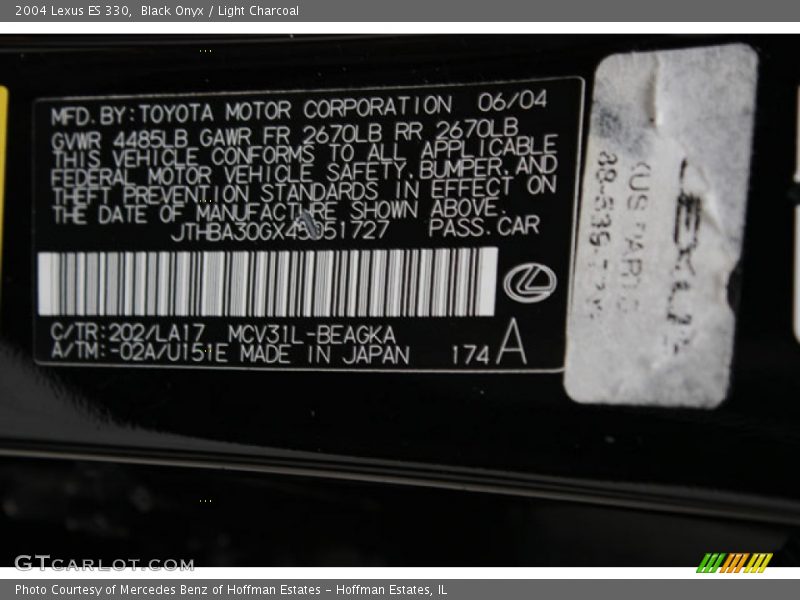 2004 Lexus ES 330,  Black Onyx / Light Charcoal
MFD. BY: TOYOTA MOTOR CORPORATION 06/04
GVWR 4485LB GAWR FR 2670LB RR 2670LB
THIS VEHICLE CONFORMS TO ALL APPLICABLE
FEDERAL MOTOR VEHICLE SAFETY, BUMPER, AND
THEFT PREVENTION STANDARDS IN EFFECT ON
THE DATE OF MANUFACTURE SHOWN ABOVE.
PASS. CAR
C/TR: 202/LA17 MCV31L-BEAGKA
A/TM: -02A/U151E MADE IN JAPAN 174 A
LEXUS
GTCARLOT.COM
Photo Courtesy of Mercedes Benz of Hoffman Estates - Hoffman Estates, IL